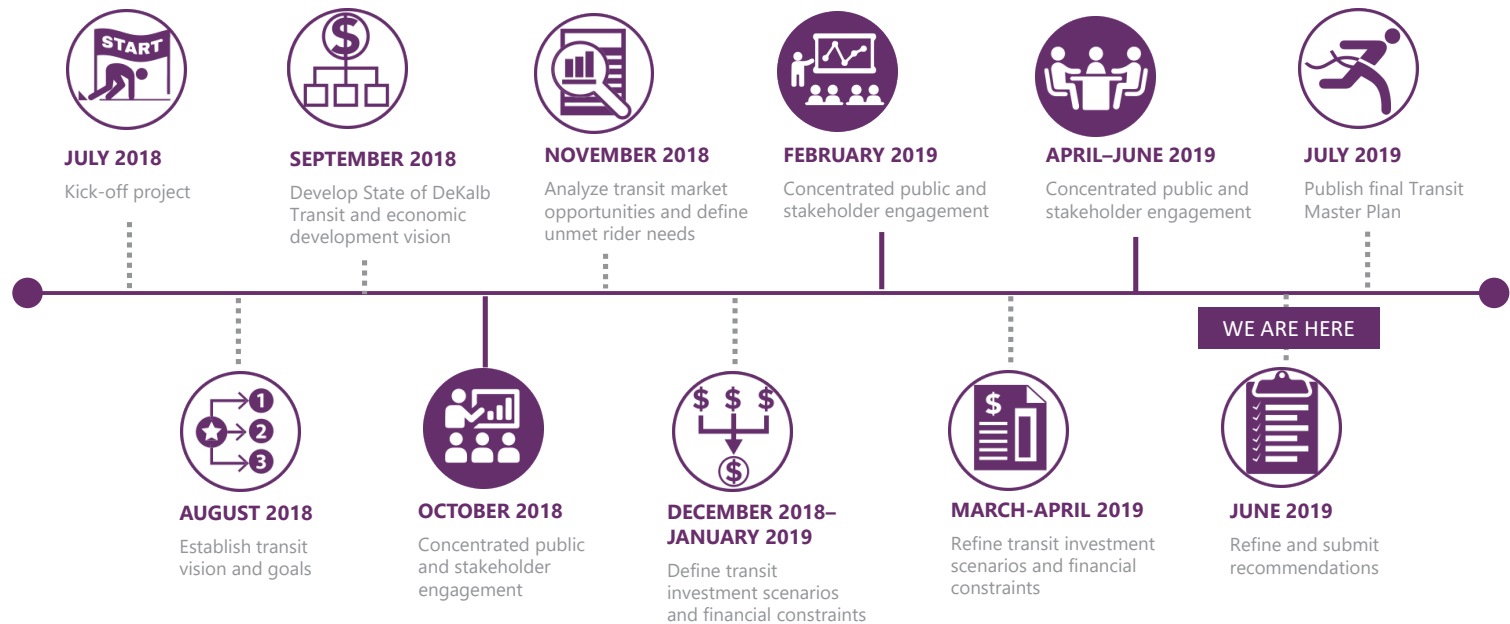 START
JULY 2018
Kick-off project
$
SEPTEMBER 2018
Develop State of DeKalb
Transit and economic
development vision
NOVEMBER 2018
Analyze transit market
opportunities and define
unmet rider needs
FEBRUARY 2019
Concentrated public and
stakeholder engagement
APRIL–JUNE 2019
Concentrated public and
stakeholder engagement
JULY 2019
Publish final Transit
Master Plan
WE ARE HERE
1
2
3
AUGUST 2018
Establish transit
vision and goals
OCTOBER 2018
Concentrated public
and stakeholder
engagement
$ $ $
$
DECEMBER 2018–
JANUARY 2019
Define transit
investment scenarios
and financial constraints
$
MARCH-APRIL 2019
Refine transit investment
scenarios and financial
constraints
JUNE 2019
Refine and submit
recommendations